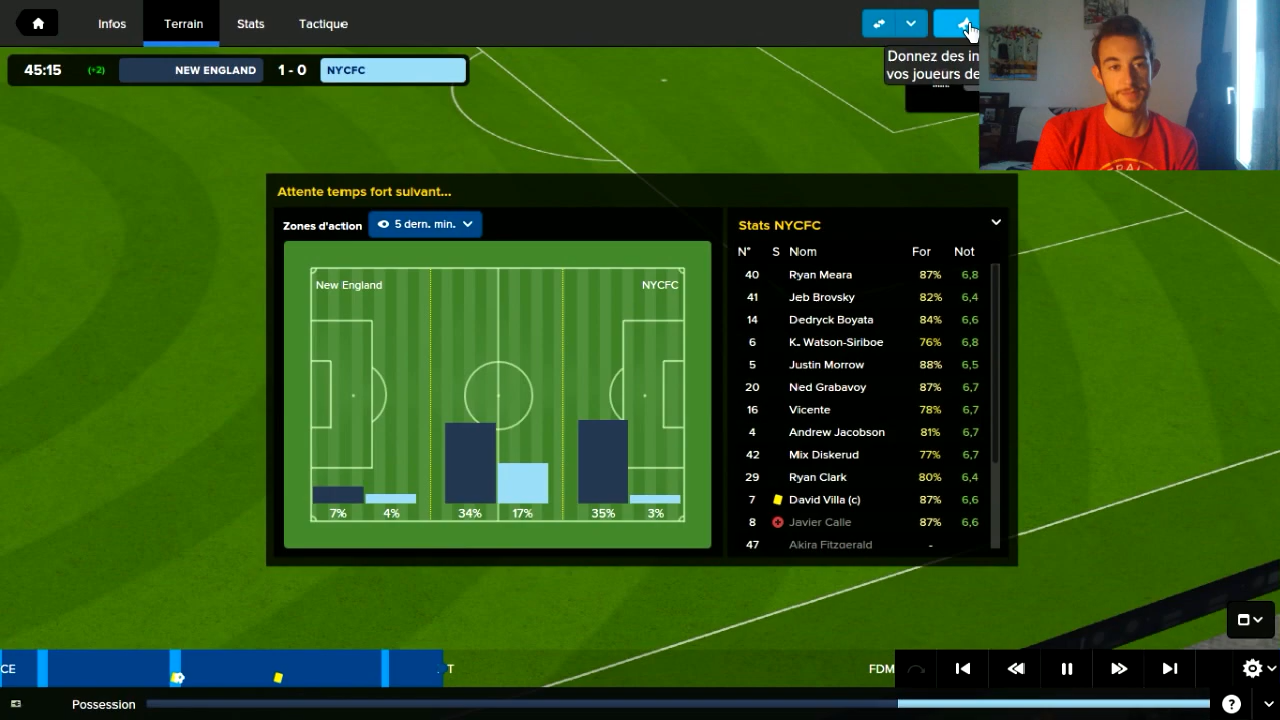 Infos Terrain Stats Tactique
Donnez des in
vos joueurs de
45:15 (+2) NEW ENGLAND 1 - 0 NYCFC
Attente temps fort suivant...
Zones d'action 5 dern. min.
New England NYCFC
7% 4% 34% 17% 35% 3%
Stats NYCFC
N° S Nom For Not
40 Ryan Meara 87% 6,8
41 Jeb Brovsky 82% 6,4
14 Dedryck Boyata 84% 6,6
6 K. Watson-Siriboe 76% 6,8
5 Justin Morrow 88% 6,5
20 Ned Grabavoy 87% 6,7
16 Vicente 78% 6,7
4 Andrew Jacobson 81% 6,7
42 Mix Diskerud 77% 6,7
29 Ryan Clark 80% 6,4
7 David Villa (c) 87% 6,6
8 Javier Calle 87% 6,6
47 Akira Fitzgerald -
CE T FDM
Possession ?